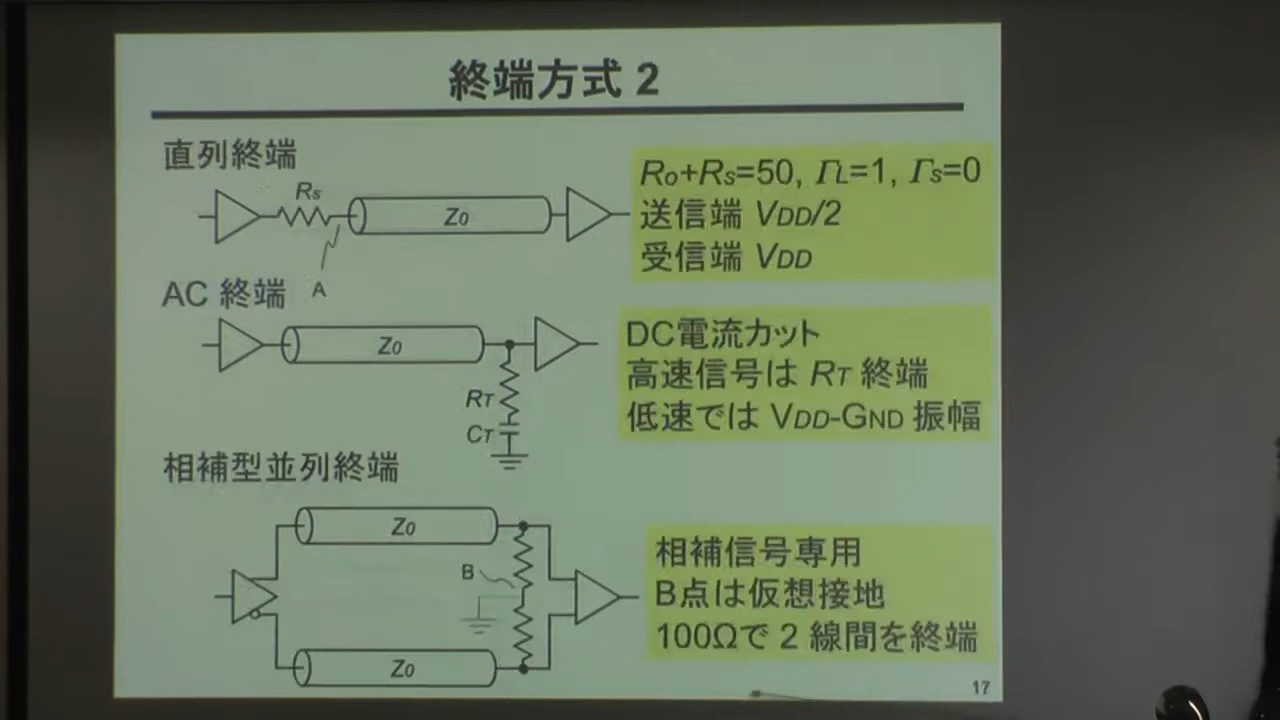 終端方式 2
直列終端
Rs
Z0
A
Ro+Rs=50, ΓL=1, Γs=0
送信端 VDD/2
受信端 VDD
AC 終端
Z0
RT
CT
DC電流カット
高速信号は RT 終端
低速では VDD-GND 振幅
相補型並列終端
Z0
B
Z0
相補信号専用
B点は仮想接地
100Ωで 2 線間を終端
17